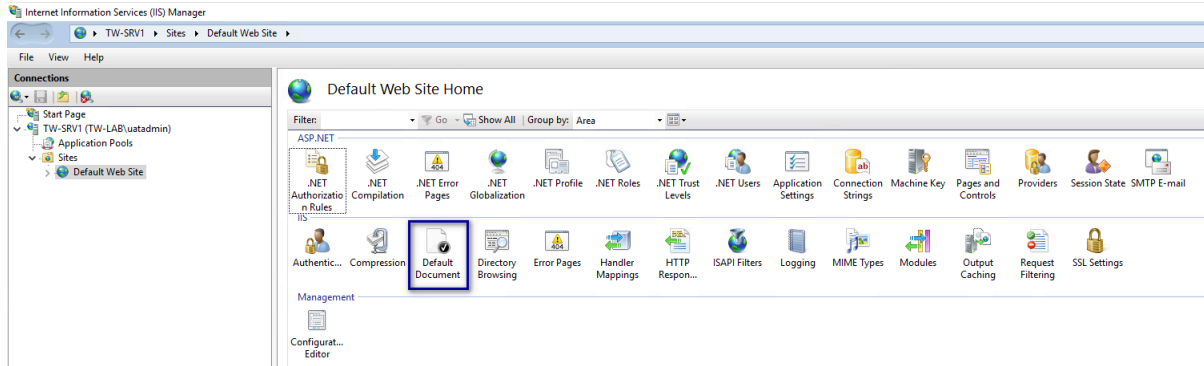 Internet Information Services (IIS) Manager
TW-SRV1 Sites Default Web Site
File View Help
Connections
Start Page
TW-SRV1 (TW-LAB\uatadmin)
Application Pools
Sites
Default Web Site
Default Web Site Home
Filter: Go Show All Group by: Area
ASP.NET
.NET .NET .NET Error .NET .NET Profile .NET Roles .NET Trust .NET Users Application Connection Machine Key Pages and Providers Session State SMTP E-mail
Authorizatio Compilation Pages Globalization Levels Settings Strings Controls
n Rules
IIS
Authentic... Compression Default Directory Error Pages Handler HTTP ISAPI Filters Logging MIME Types Modules Output Request SSL Settings
Document Browsing Mappings Respon... Caching Filtering
Management
Configurat...
Editor